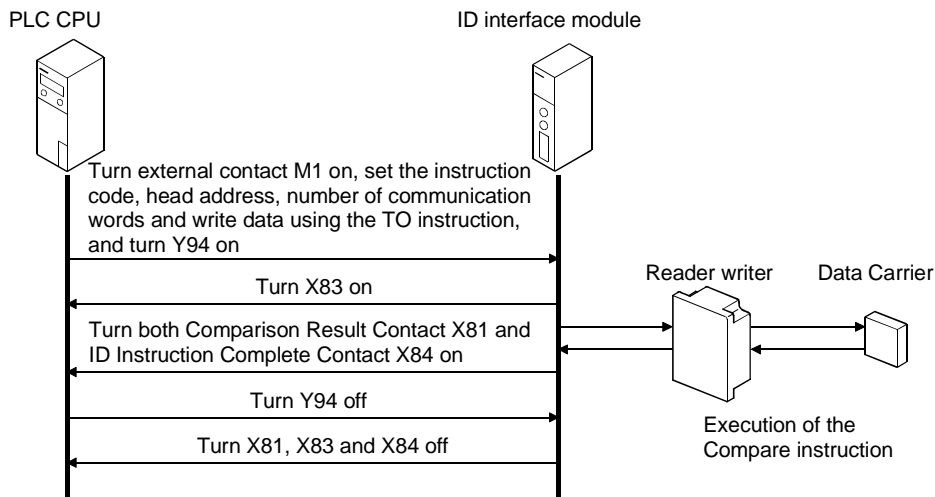 PLC CPU
ID interface module
Turn external contact M1 on, set the instruction
code, head address, number of communication
words and write data using the TO instruction,
and turn Y94 on
Reader writer
Data Carrier
Turn X83 on
Turn both Comparison Result Contact X81 and
ID Instruction Complete Contact X84 on
Turn Y94 off
Execution of the
Compare instruction
Turn X81, X83 and X84 off